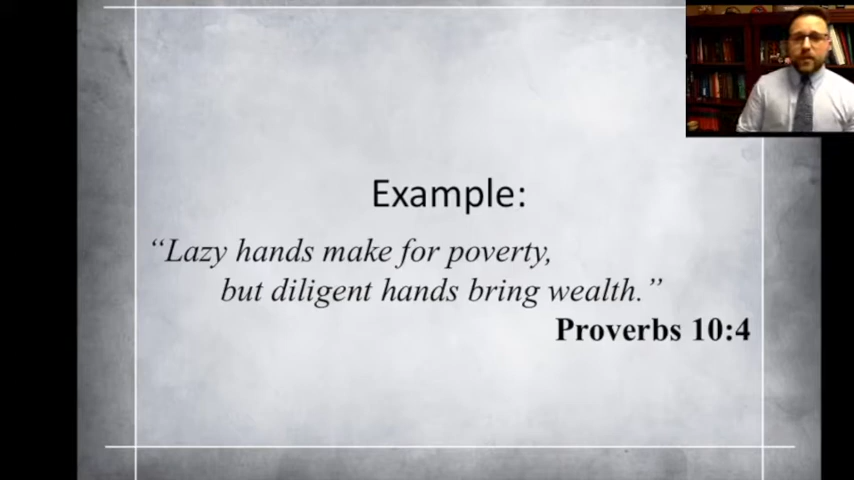 Example:
“Lazy hands make for poverty,
but diligent hands bring wealth.”
Proverbs 10:4